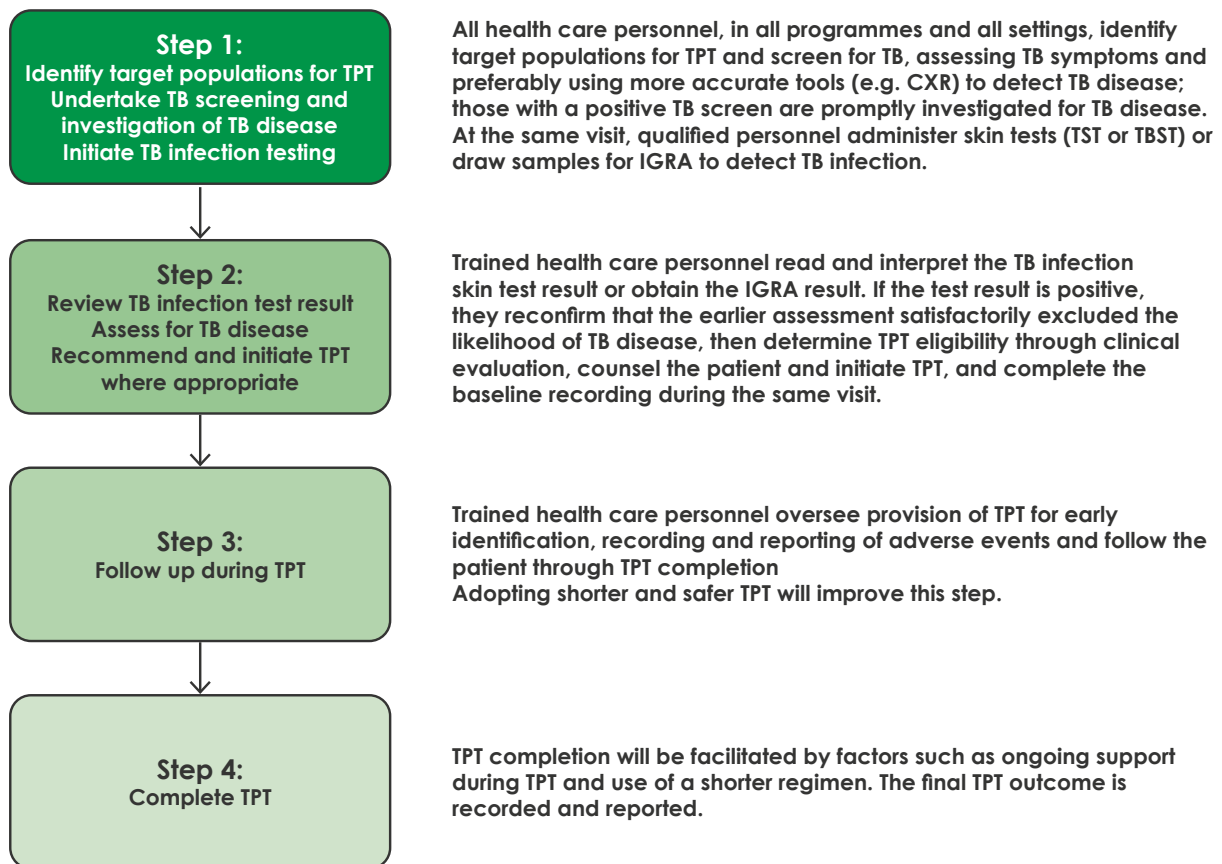 Step 1:
Identify target populations for TPT
Undertake TB screening and
investigation of TB disease
Initiate TB infection testing
All health care personnel, in all programmes and all settings, identify
target populations for TPT and screen for TB, assessing TB symptoms and
preferably using more accurate tools (e.g. CXR) to detect TB disease;
those with a positive TB screen are promptly investigated for TB disease.
At the same visit, qualified personnel administer skin tests (TST or TBST) or
draw samples for IGRA to detect TB infection.
Step 2:
Review TB infection test result
Assess for TB disease
Recommend and initiate TPT
where appropriate
Trained health care personnel read and interpret the TB infection
skin test result or obtain the IGRA result. If the test result is positive,
they reconfirm that the earlier assessment satisfactorily excluded the
likelihood of TB disease, then determine TPT eligibility through clinical
evaluation, counsel the patient and initiate TPT, and complete the
baseline recording during the same visit.
Step 3:
Follow up during TPT
Trained health care personnel oversee provision of TPT for early
identification, recording and reporting of adverse events and follow the
patient through TPT completion
Adopting shorter and safer TPT will improve this step.
Step 4:
Complete TPT
TPT completion will be facilitated by factors such as ongoing support
during TPT and use of a shorter regimen. The final TPT outcome is
recorded and reported.